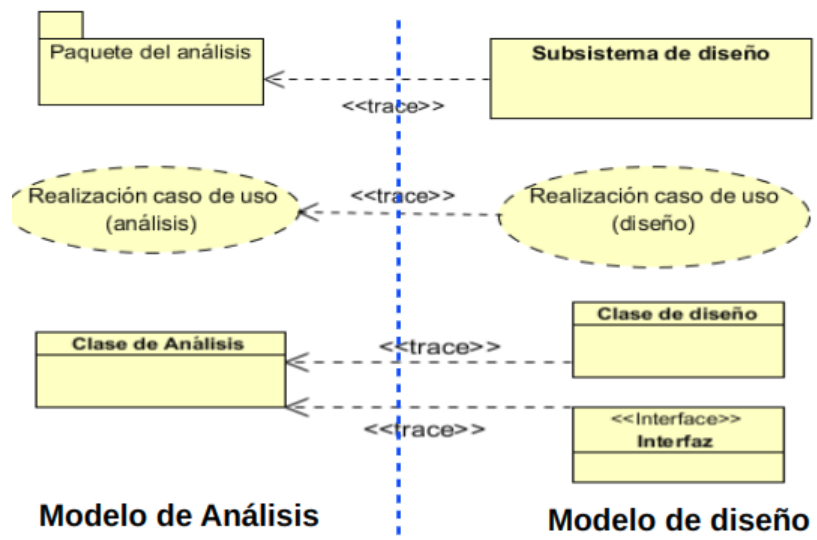 Paquete del análisis
Subsistema de diseño
<<trace>>
Realización caso de uso
(análisis)
<<trace>>
Realización caso de uso
(diseño)
Clase de Análisis
<<trace>>
Clase de diseño
<<trace>>
<<Interface>>
Interfaz
Modelo de Análisis
Modelo de diseño